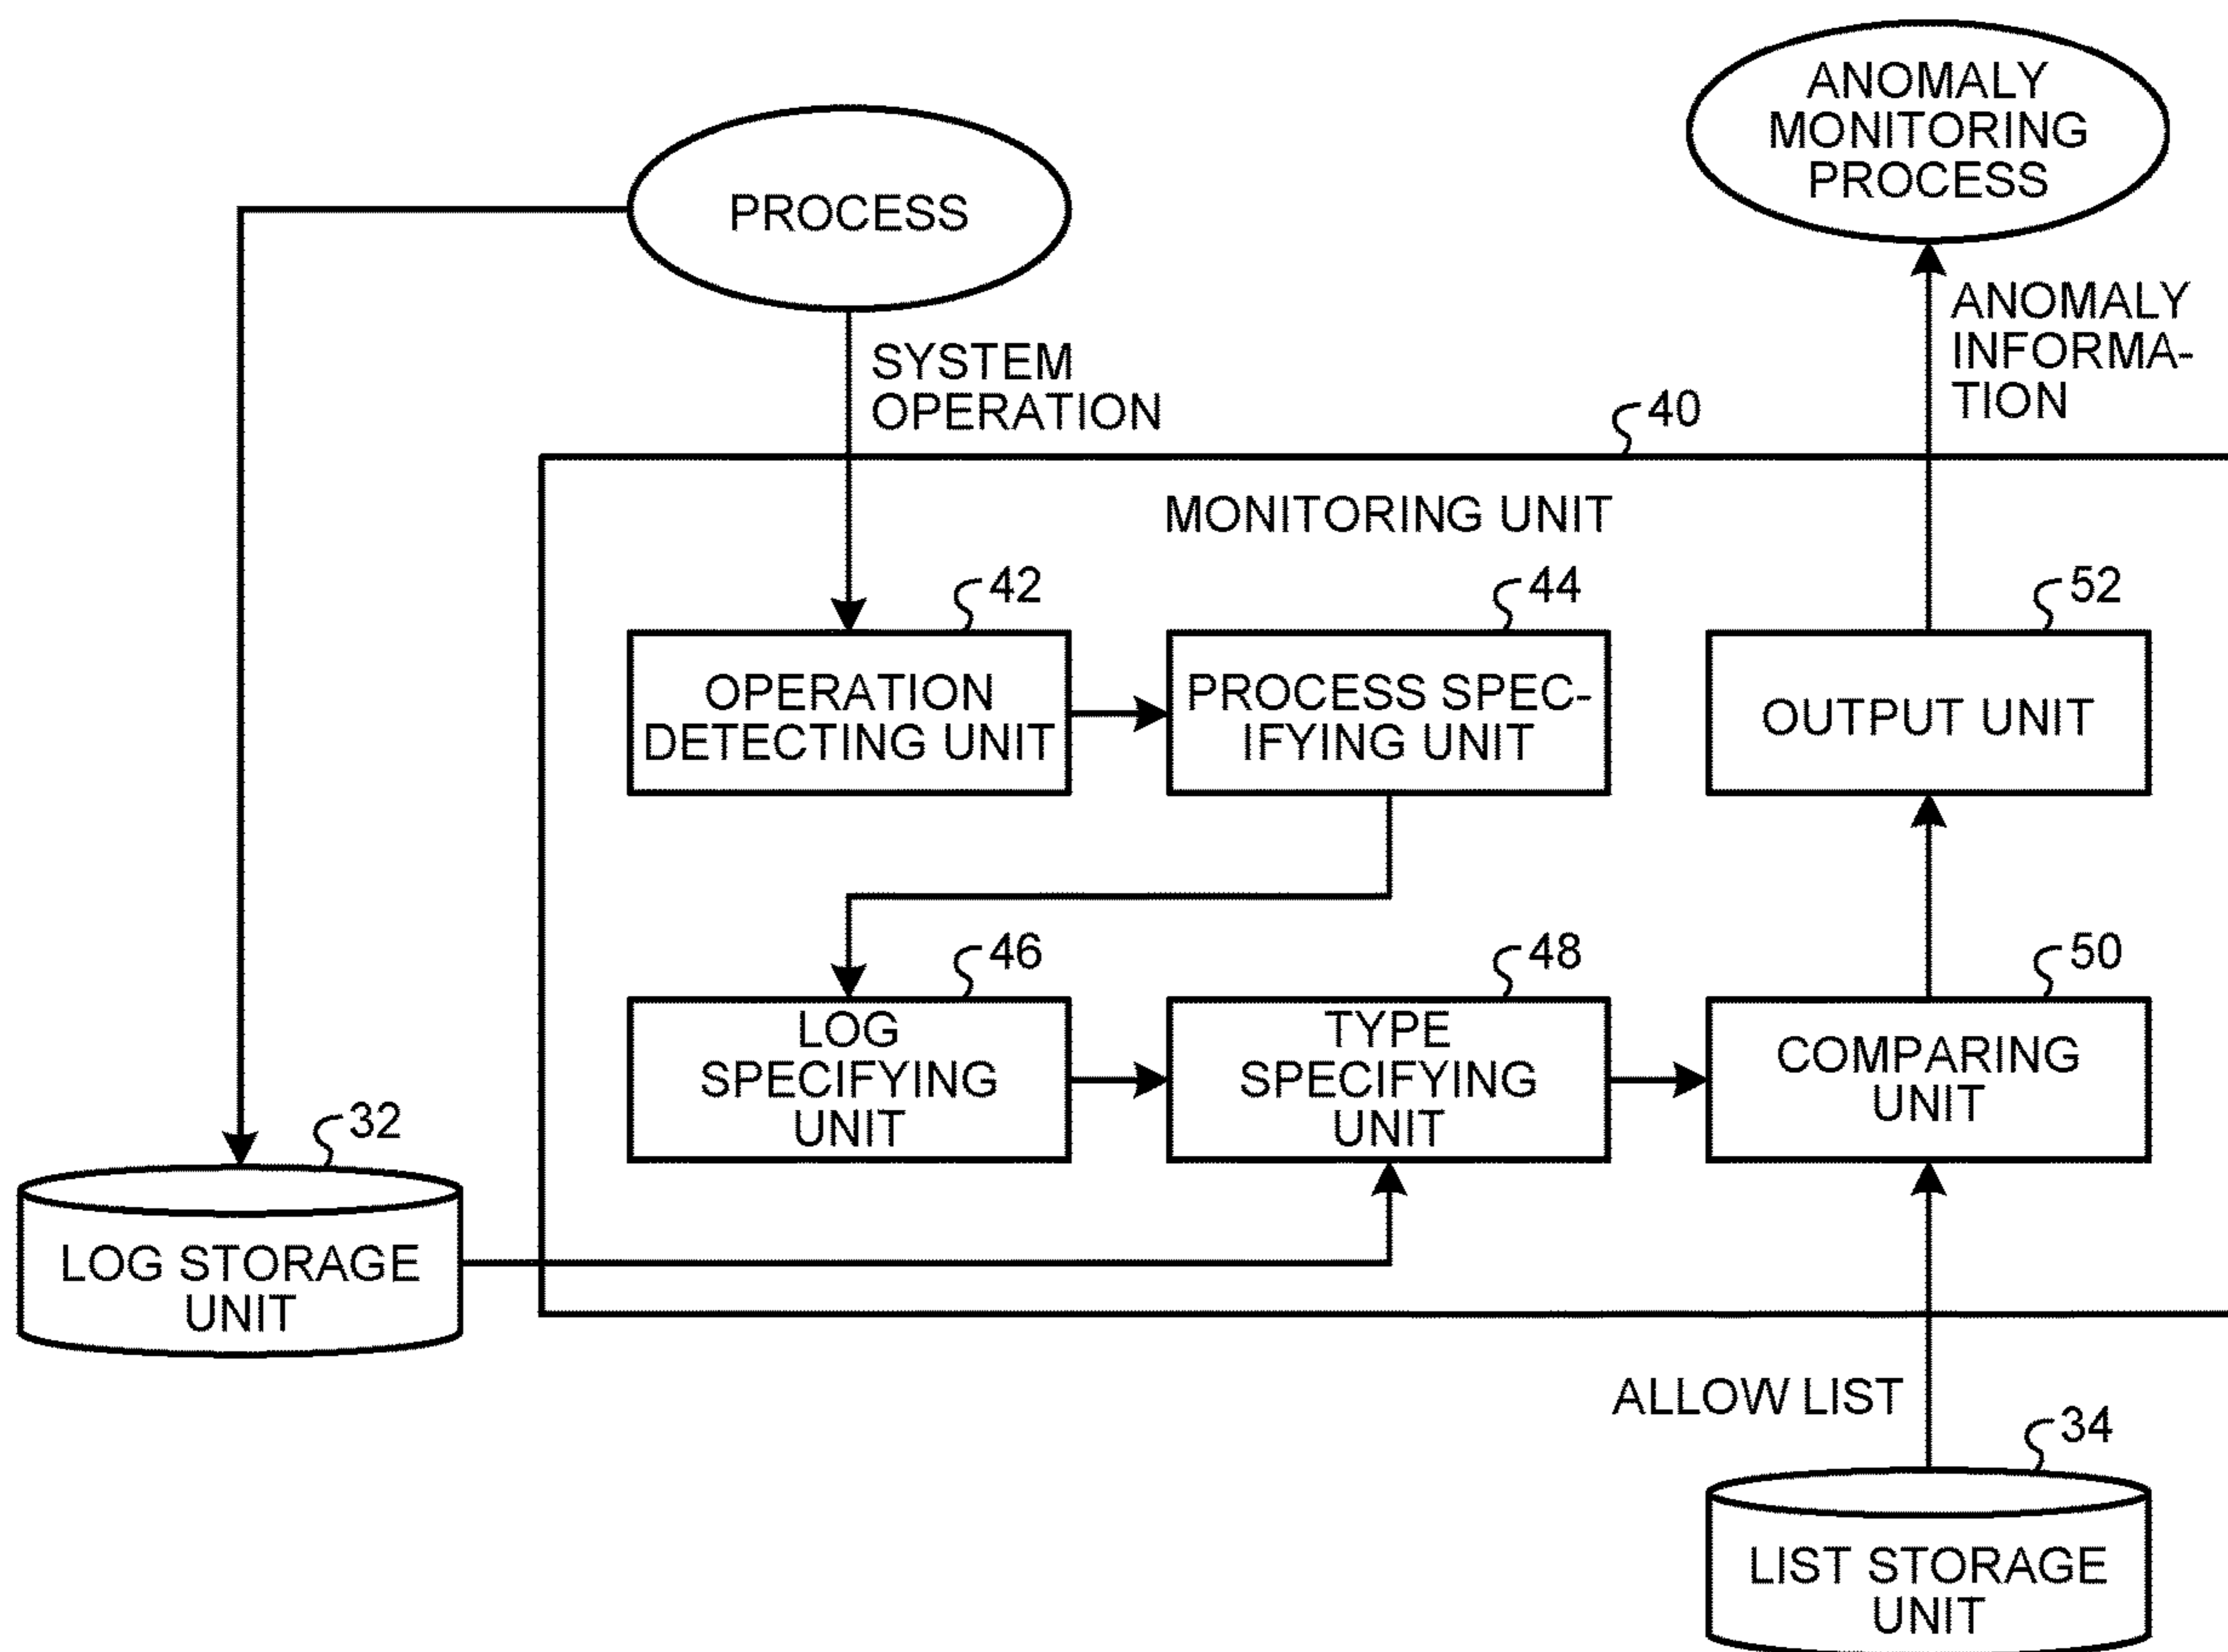 ANOMALY
MONITORING
PROCESS
PROCESS
SYSTEM
OPERATION
ANOMALY
INFORMA-
TION
40
MONITORING UNIT
42
44
52
OPERATION
DETECTING UNIT
PROCESS SPEC-
IFYING UNIT
OUTPUT UNIT
46
48
50
LOG
SPECIFYING
UNIT
TYPE
SPECIFYING
UNIT
COMPARING
UNIT
32
LOG STORAGE
UNIT
ALLOW LIST
34
LIST STORAGE
UNIT